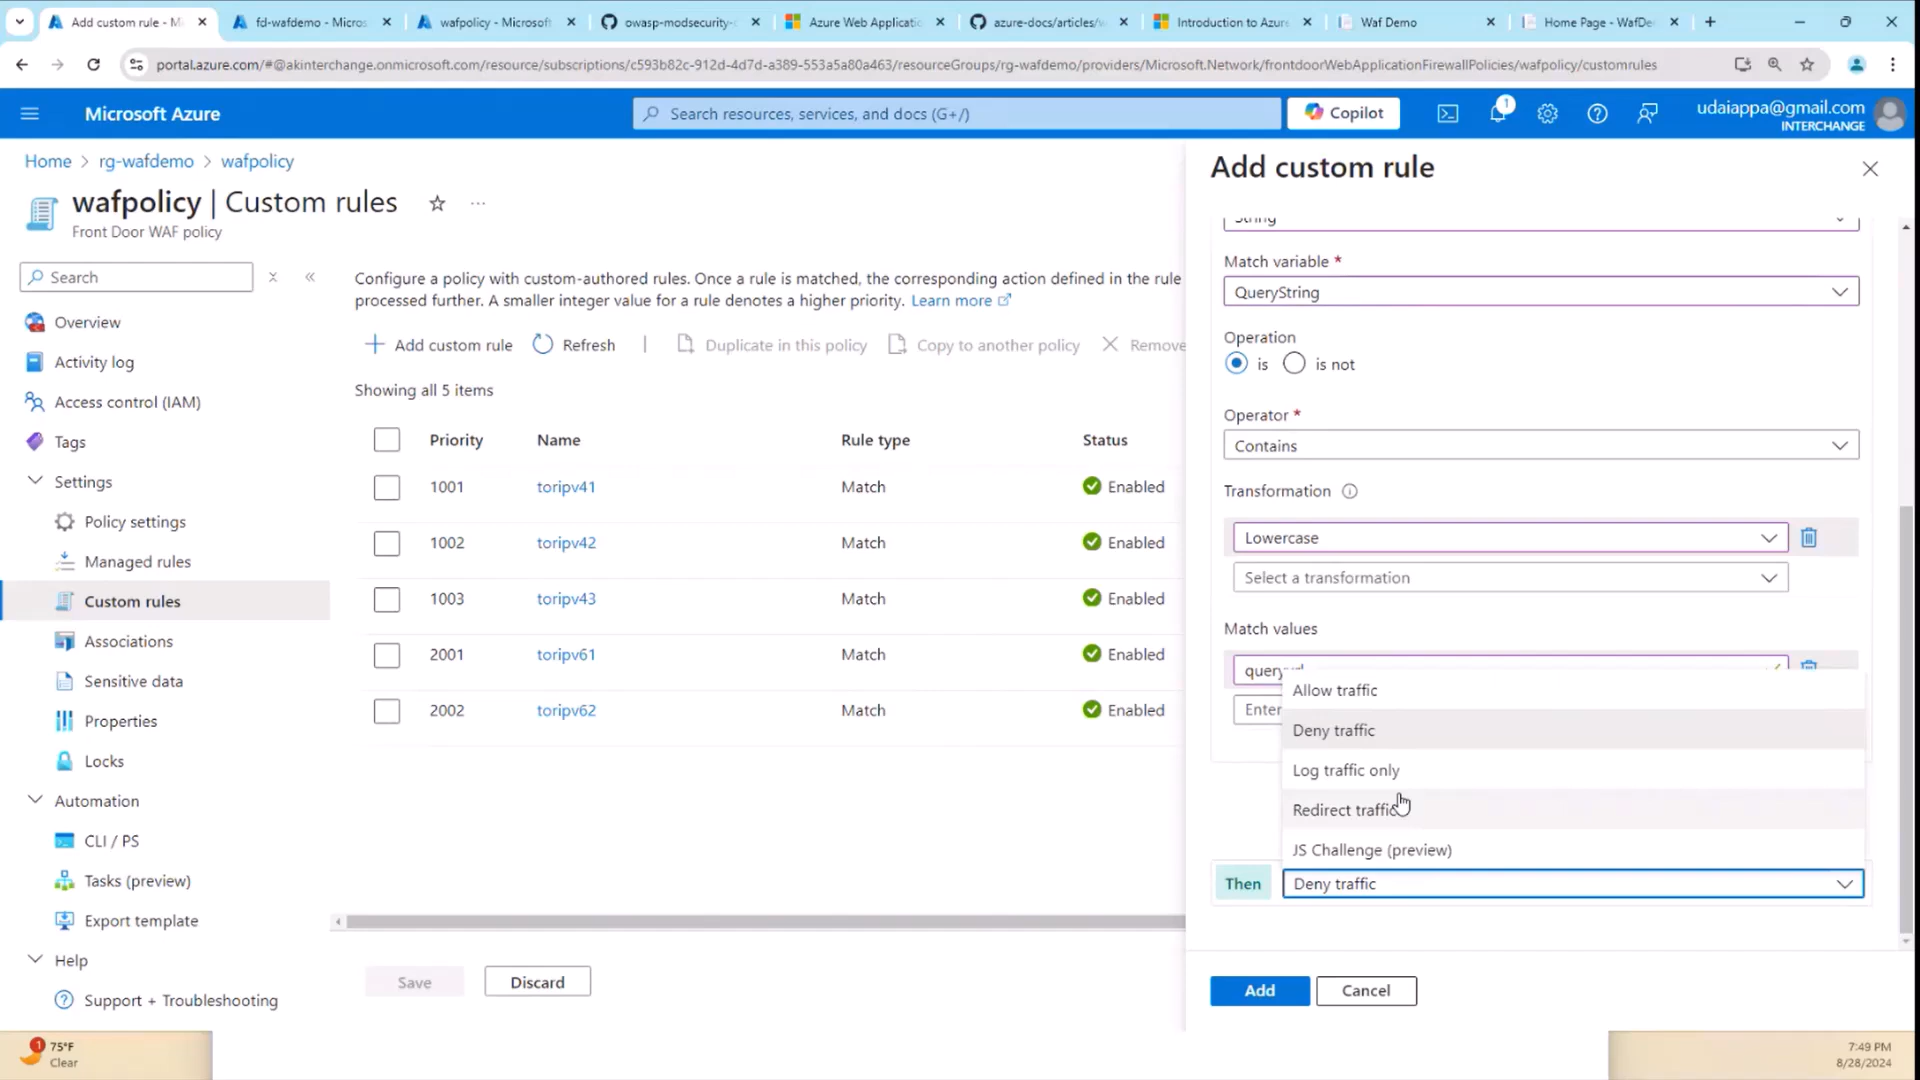 Add custom rule - M
fd-wafdemo - Micros
wafpolicy - Microsoft
owasp-modsecurity-
Azure Web Applicatio
azure-docs/articles/
Introduction to Azure
Waf Demo
Home Page - WafDe
portal.azure.com/#@akinterchange.onmicrosoft.com/resource/subscriptions/c593b82c-912d-4d7d-a389-553a5a80a463/resourceGroups/rg-wafdemo/providers/Microsoft.Network/frontdoorWebApplicationFirewallPolicies/wafpolicy/customrules
Microsoft Azure
Search resources, services, and docs (G+/)
Copilot
1
udaiappa@gmail.com
INTERCHANGE
Home > rg-wafdemo > wafpolicy
wafpolicy | Custom rules
Front Door WAF policy
Search
Overview
Activity log
Access control (IAM)
Tags
Settings
Policy settings
Managed rules
Custom rules
Associations
Sensitive data
Properties
Locks
Automation
CLI / PS
Tasks (preview)
Export template
Help
Support + Troubleshooting
Configure a policy with custom-authored rules. Once a rule is matched, the corresponding action defined in the rule
processed further. A smaller integer value for a rule denotes a higher priority. Learn more
Add custom rule
Refresh
Duplicate in this policy
Copy to another policy
Remove
Showing all 5 items
Priority Name Rule type Status
1001 toripv41 Match Enabled
1002 toripv42 Match Enabled
1003 toripv43 Match Enabled
2001 toripv61 Match Enabled
2002 toripv62 Match Enabled
Save
Discard
Add custom rule
String
Match variable *
QueryString
Operation
is
is not
Operator *
Contains
Transformation
Lowercase
Select a transformation
Match values
Enter
Allow traffic
Deny traffic
Log traffic only
Redirect traffic
JS Challenge (preview)
Then
Deny traffic
Add
Cancel
1
75°F
Clear
7:49 PM
8/28/2024